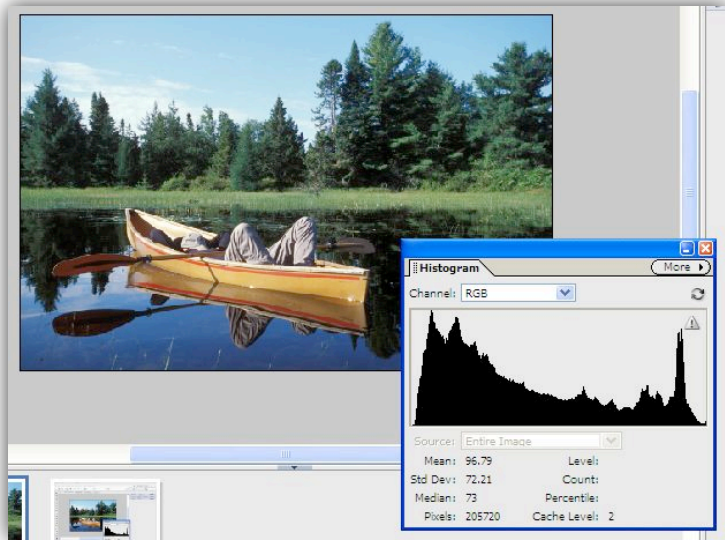 Histogram
More
Channel: RGB
Source: Entire Image
Mean: 96.79 Level:
Std Dev: 72.21 Count:
Median: 73 Percentile:
Pixels: 205720 Cache Level: 2